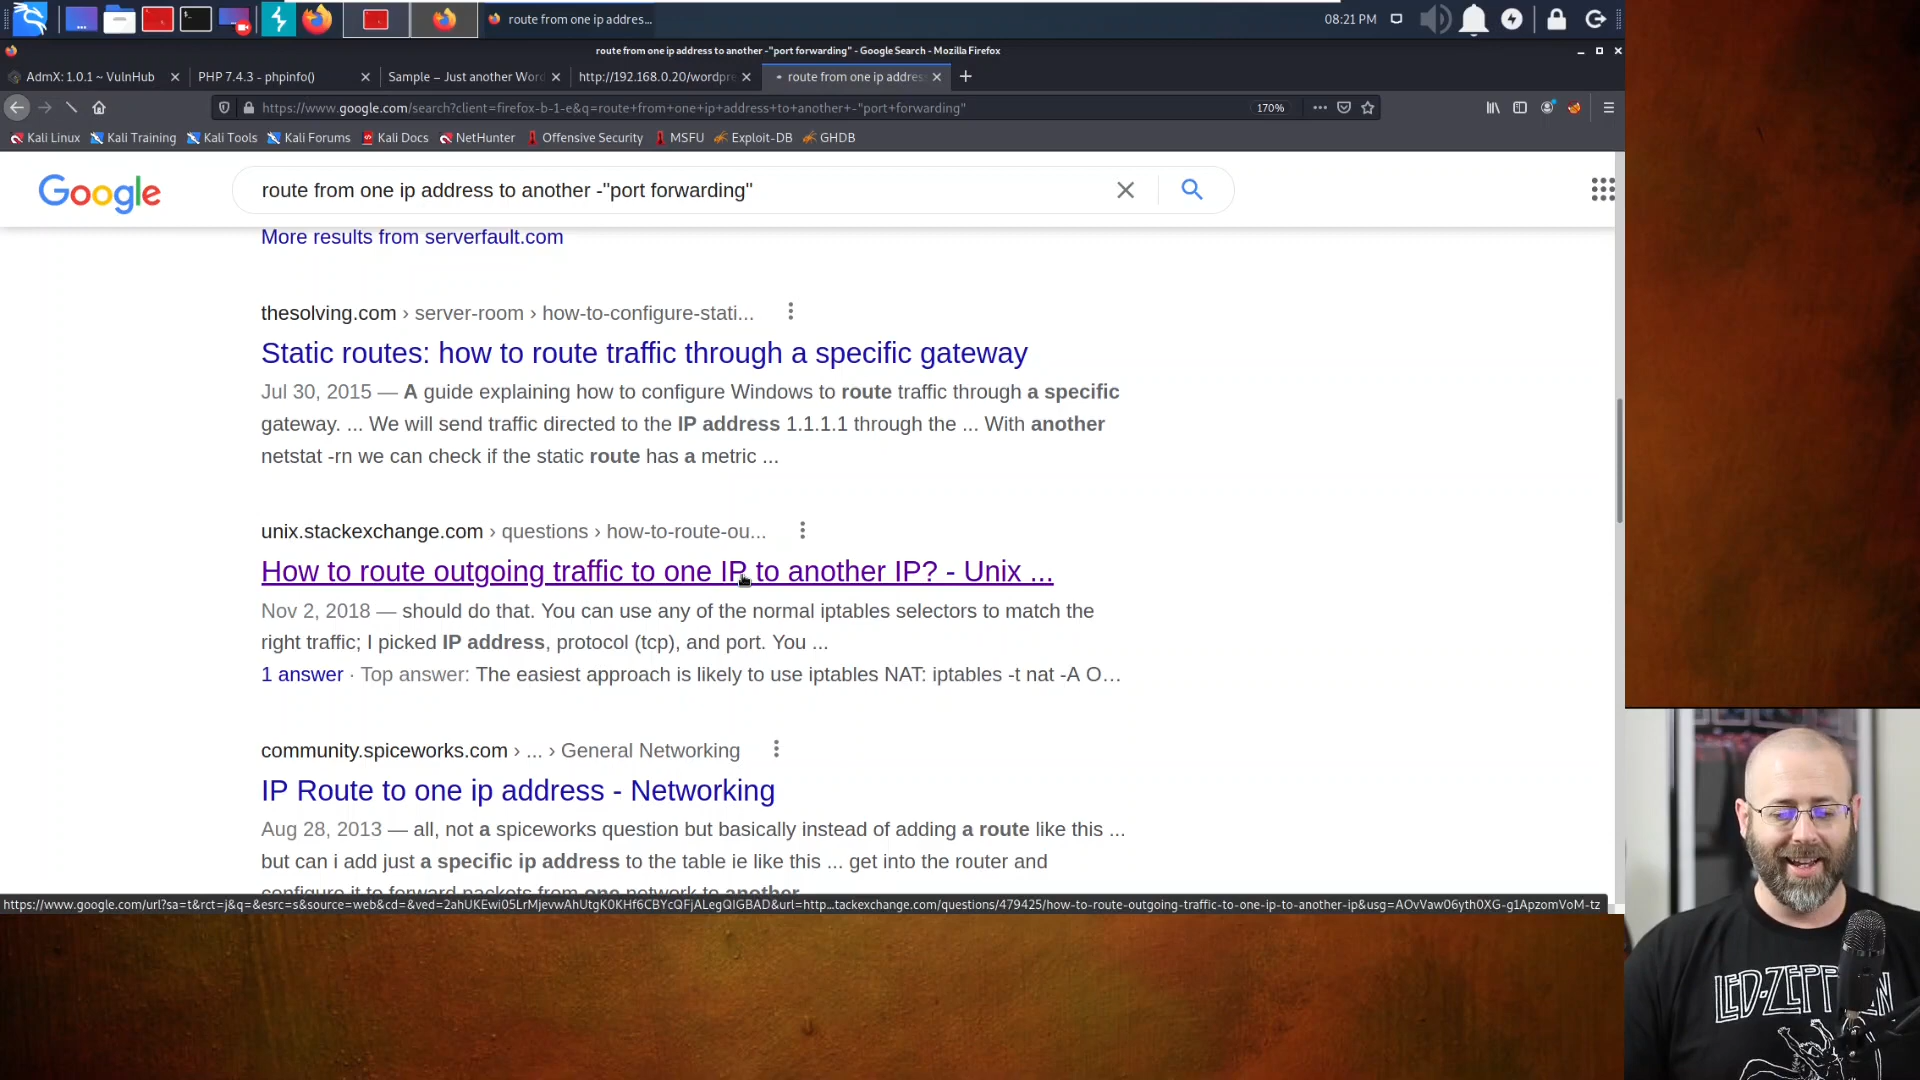 route from one ip addres...
08:21 PM
route from one ip address to another -"port forwarding" - Google Search - Mozilla Firefox
AdmX: 1.0.1 ~ VulnHub
PHP 7.4.3 - phpinfo()
Sample – Just another Wor
http://192.168.0.20/wordpre
route from one ip addres
https://www.google.com/search?client=firefox-b-1-e&q=route+from+one+ip+address+to+another+-"port+forwarding"
170%
Kali Linux
Kali Training
Kali Tools
Kali Forums
Kali Docs
NetHunter
Offensive Security
MSFU
Exploit-DB
GHDB
Google
route from one ip address to another -"port forwarding"
More results from serverfault.com
thesolving.com › server-room › how-to-configure-stati...
Static routes: how to route traffic through a specific gateway
Jul 30, 2015 — A guide explaining how to configure Windows to route traffic through a specific
gateway. ... We will send traffic directed to the IP address 1.1.1.1 through the ... With another
netstat -rn we can check if the static route has a metric ...
unix.stackexchange.com › questions › how-to-route-ou...
How to route outgoing traffic to one IP to another IP? - Unix ...
Nov 2, 2018 — should do that. You can use any of the normal iptables selectors to match the
right traffic; I picked IP address, protocol (tcp), and port. You ...
1 answer · Top answer: The easiest approach is likely to use iptables NAT: iptables -t nat -A O...
community.spiceworks.com › ... › General Networking
IP Route to one ip address - Networking
Aug 28, 2013 — all, not a spiceworks question but basically instead of adding a route like this ...
but can i add just a specific ip address to the table ie like this ... get into the router and
configure it to forward packets from one network to another
https://www.google.com/url?sa=t&rct=j&q=&esrc=s&source=web&cd=&ved=2ahUKEwi05LrMjevwAhUtgK0KHf6CBYcQFjALegQIGBAD&url=http...tackexchange.com/questions/479425/how-to-route-outgoing-traffic-to-one-ip-to-another-ip&usg=AOvVaw06yth0XG-g1ApzomVoM-tz
LED-ZEPPELIN